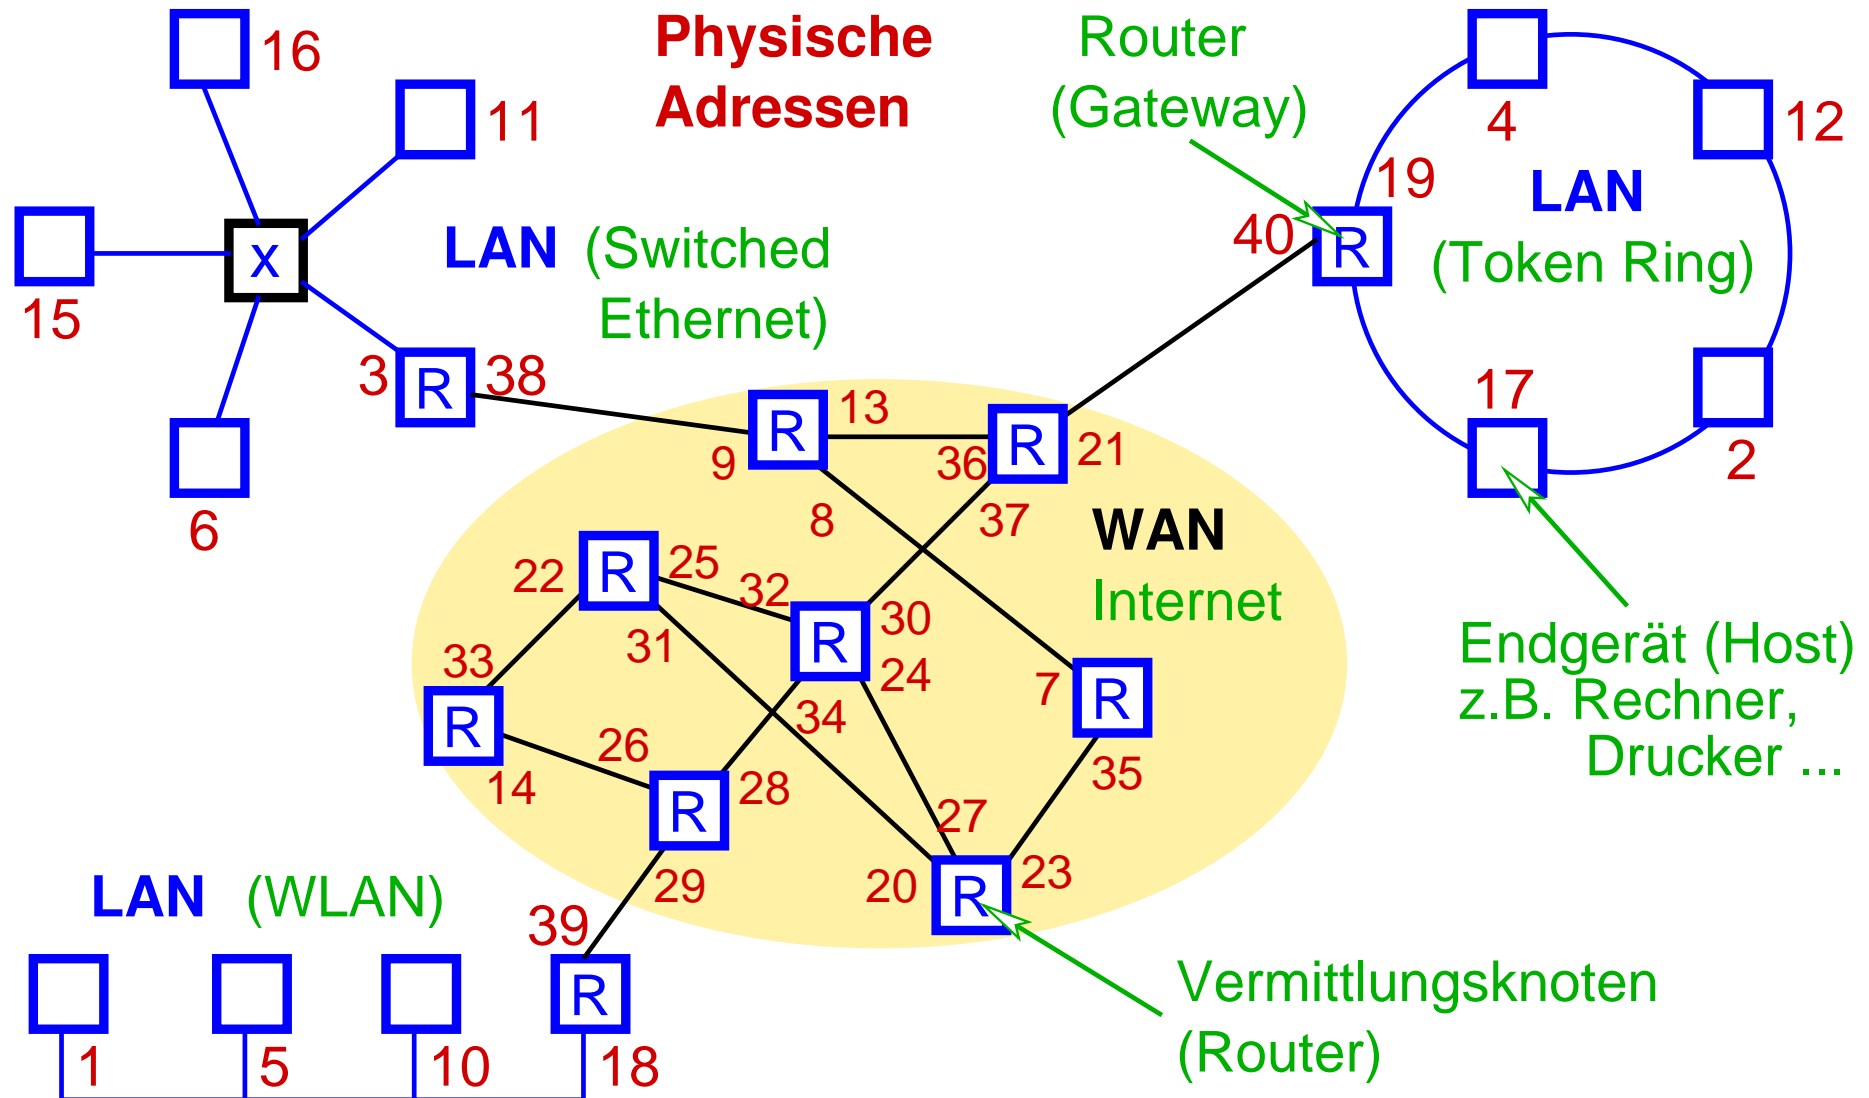 16
Physische
Adressen
Router
(Gateway)
4
12
11
19
LAN
(Token Ring)
40
R
LAN (Switched
Ethernet)
x
15
3
R
38
6
17
2
13
R
9
36
R
21
8
37
WAN
Internet
22
R
25
32
30
R
31
24
33
34
7
R
R
26
14
28
35
R
27
29
20
R
23
Endgerät (Host)
z.B. Rechner,
Drucker ...
LAN (WLAN)
39
R
1
5
10
18
Vermittlungsknoten
(Router)